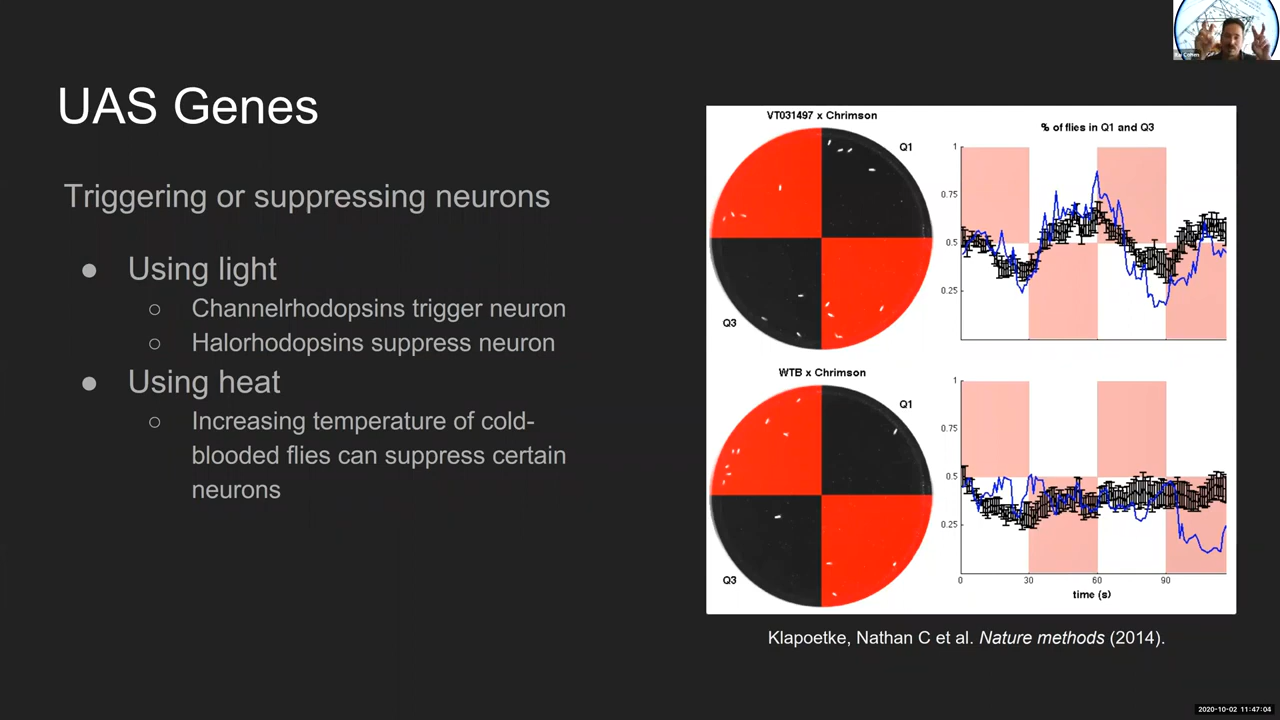 UAS Genes
Triggering or suppressing neurons
● Using light
○ Channelrhodopsins trigger neuron
○ Halorhodopsins suppress neuron
● Using heat
○ Increasing temperature of cold-
blooded flies can suppress certain
neurons
VT031497 x Chrimson
Q1
Q3
% of flies in Q1 and Q3
1
0.75
0.5
0.25
WTB x Chrimson
Q1
Q3
1
0.75
0.5
0.25
0 30 60 90
time (s)
Klapoetke, Nathan C et al. Nature methods (2014).
2020-10-02 11:47:04